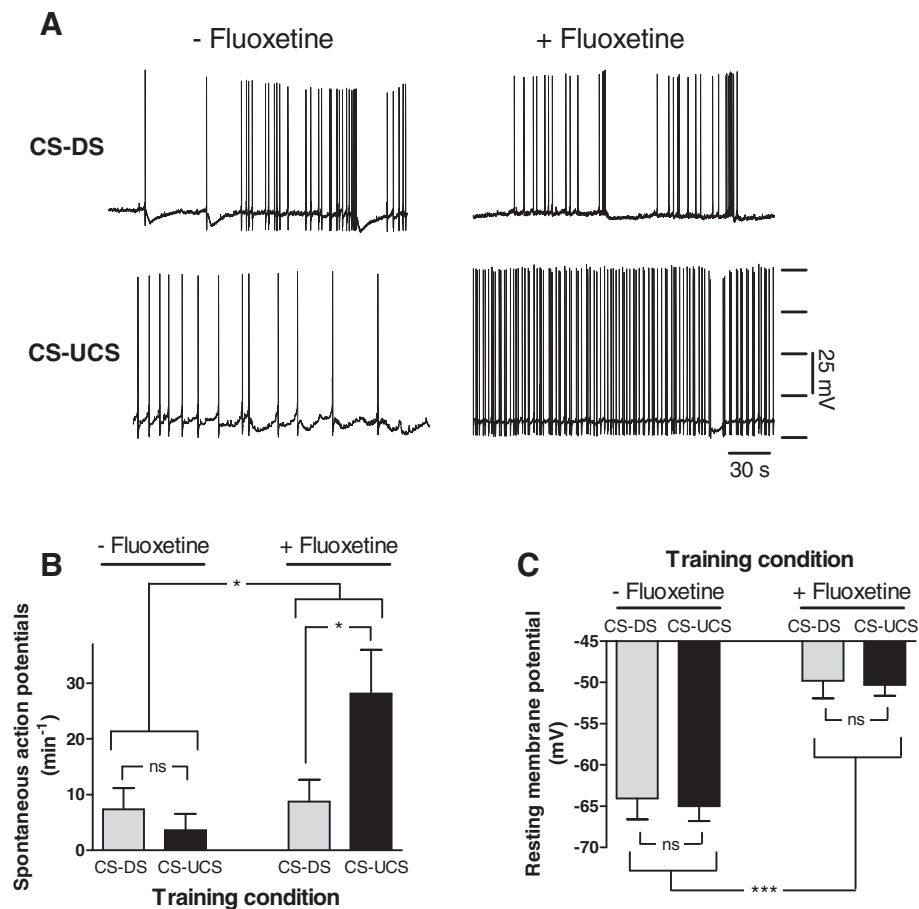 A
- Fluoxetine
+ Fluoxetine
CS-DS
CS-UCS
25 mV
30 s
B
- Fluoxetine
+ Fluoxetine
*
*
ns
Spontaneous action potentials
(min-1)
30
20
10
0
CS-DS
CS-UCS
CS-DS
CS-UCS
Training condition
C
Training condition
- Fluoxetine
+ Fluoxetine
CS-DS
CS-UCS
CS-DS
CS-UCS
Resting membrane potential
(mV)
-45
-50
-55
-60
-65
-70
ns
ns
***